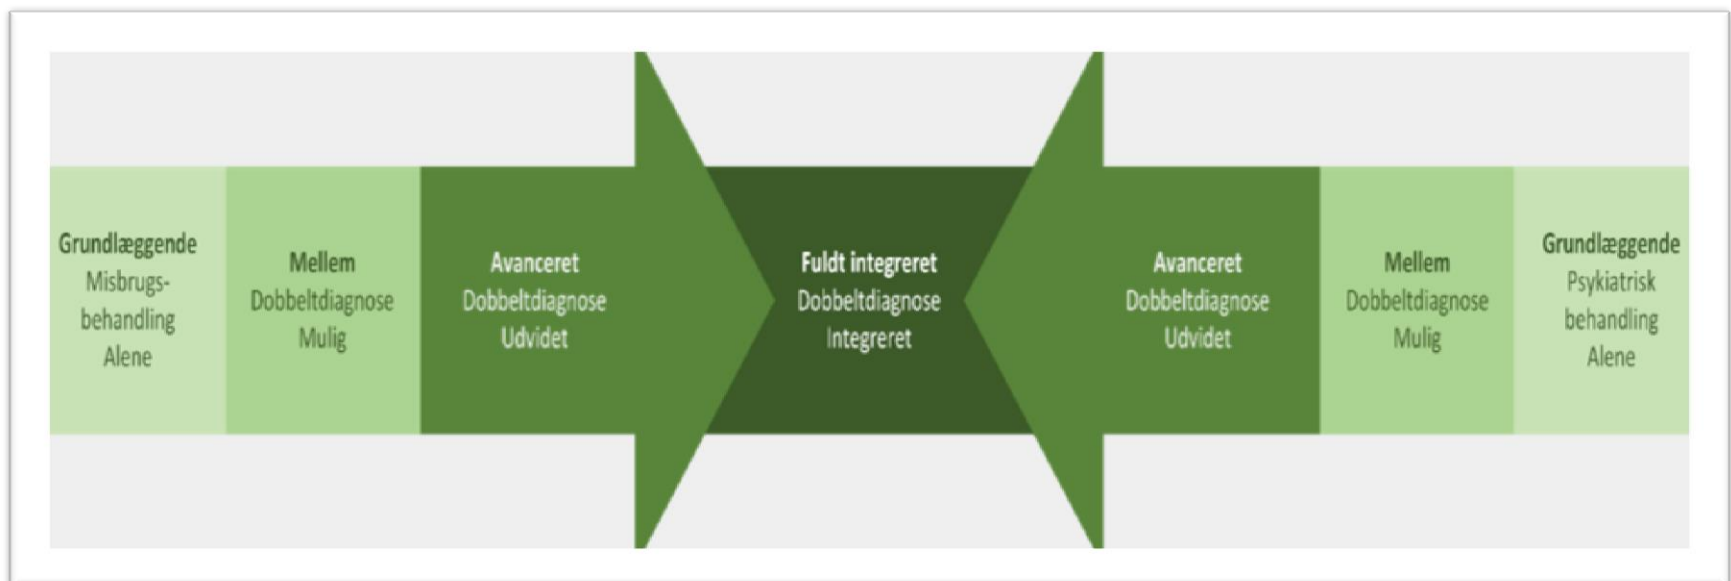 Grundlæggende
Misbrugs-
behandling
Alene
Mellem
Dobbeltdiagnose
Mulig
Avanceret
Dobbeltdiagnose
Udvidet
Fuldt integreret
Dobbeltdiagnose
Integreret
Avanceret
Dobbeltdiagnose
Udvidet
Mellem
Dobbeltdiagnose
Mulig
Grundlæggende
Psykiatrisk
behandling
Alene